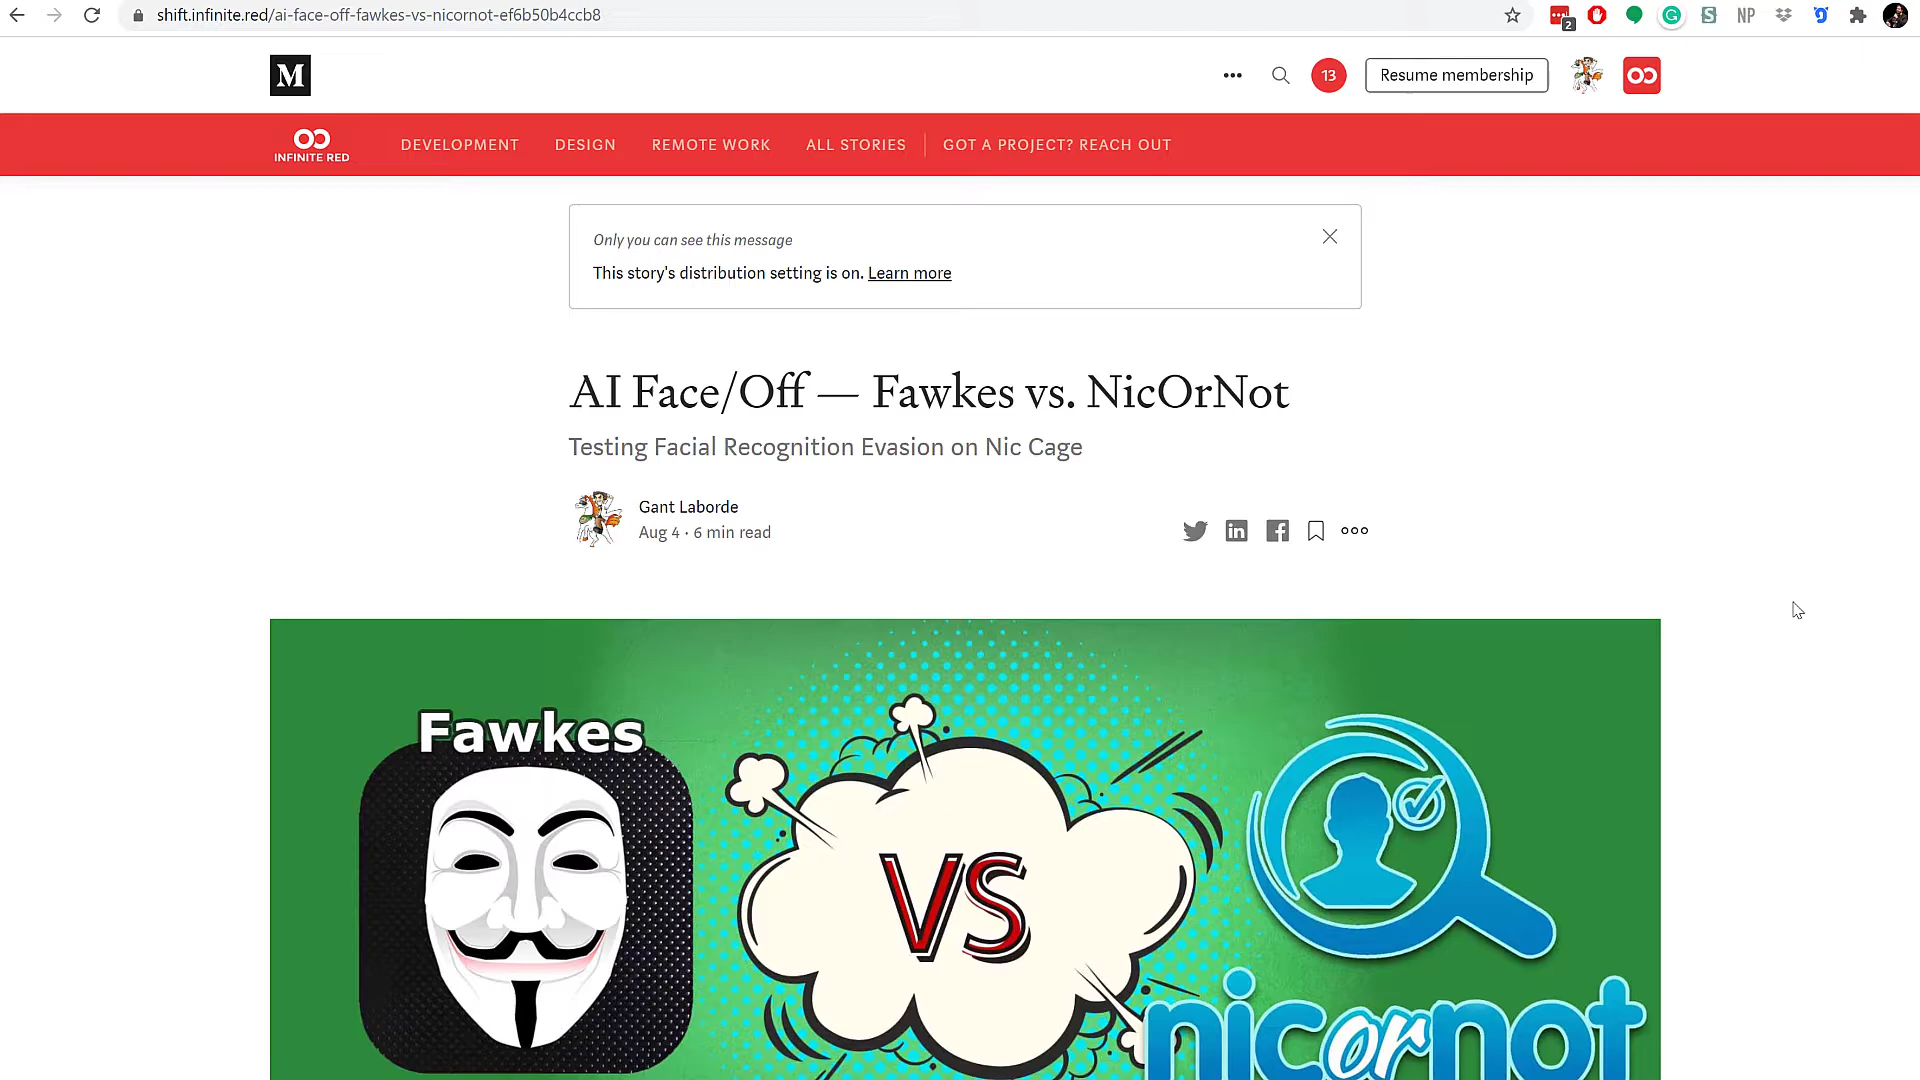 shift.infinite.red/ai-face-off-fawkes-vs-nicornot-ef6b50b4ccb8
2
NP
M
13
Resume membership
INFINITE RED
DEVELOPMENT
DESIGN
REMOTE WORK
ALL STORIES
GOT A PROJECT? REACH OUT
Only you can see this message
This story's distribution setting is on. Learn more
AI Face/Off — Fawkes vs. NicOrNot
Testing Facial Recognition Evasion on Nic Cage
Gant Laborde
Aug 4 · 6 min read
Fawkes
VS
nicornot